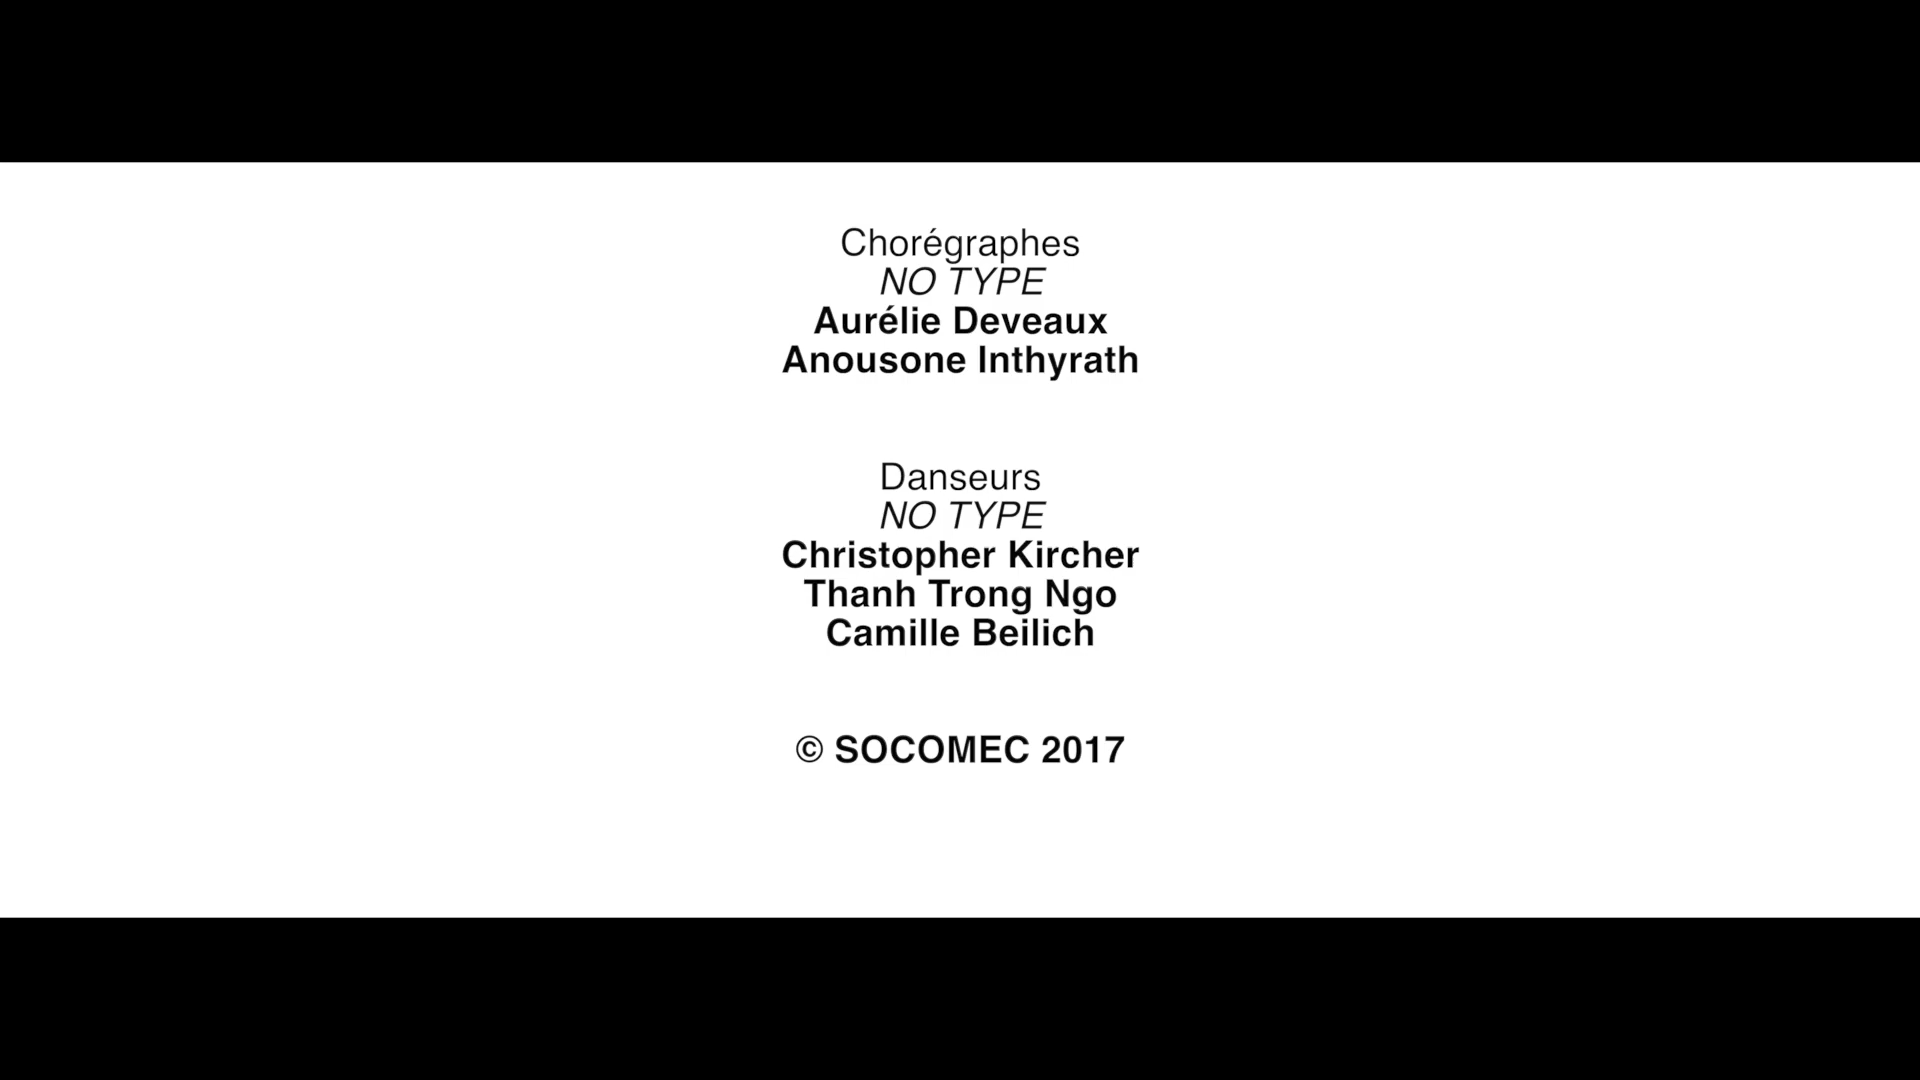 Chorégraphes
NO TYPE
Aurélie Deveaux
Anousone Inthyrath
Danseurs
NO TYPE
Christopher Kircher
Thanh Trong Ngo
Camille Beilich
© SOCOMEC 2017